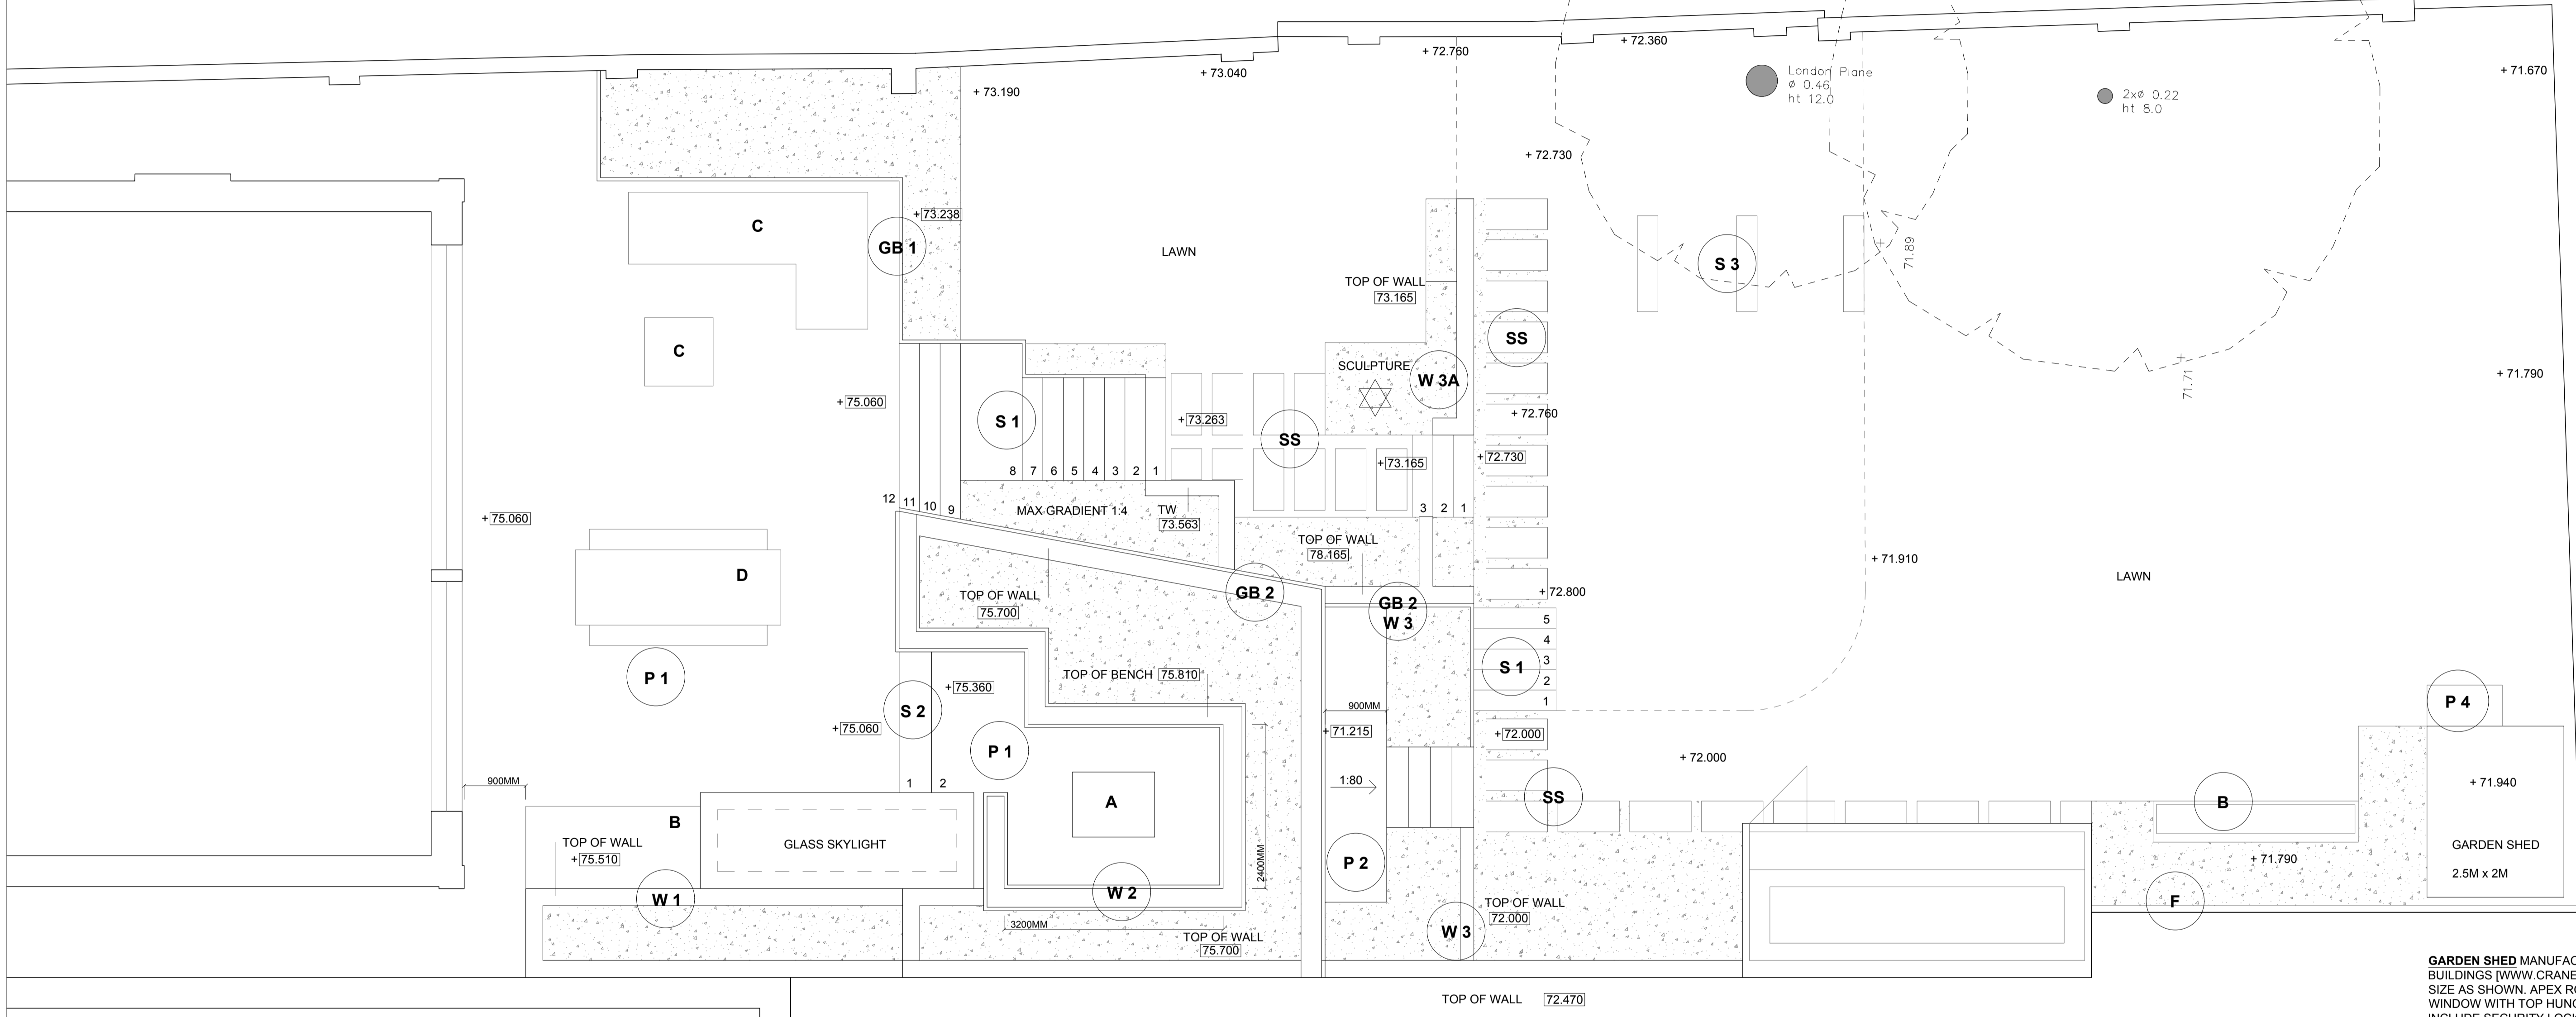 + 72.760
+ 72.360
+ 73.040
+ 73.190
London Plane
ø 0.46
ht 12.0
2xø 0.22
ht 8.0
+ 71.670
+ 72.730
C
+ 73.238
GB 1
LAWN
S 3
71.89
TOP OF WALL
73.165
SS
C
SCULPTURE
W 3A
71.71
+ 71.790
+ 75.060
S 1
+ 73.263
SS
+ 72.760
+ 73.165
+ 72.730
8 7 6 5 4 3 2 1
12 11 10 9
MAX GRADIENT 1:4
TW
73.563
3 2 1
+ 75.060
TOP OF WALL
78.165
+ 71.910
D
LAWN
TOP OF WALL
75.700
GB 2
GB 2
W 3
+ 72.800
5
4
3
2
1
S 1
TOP OF BENCH 75.810
P 1
+ 75.360
S 2
+ 75.060
P 1
900MM
+ 71.215
+ 72.000
P 4
+ 72.000
1:80
900MM
1 2
A
SS
B
+ 71.940
B
TOP OF WALL
+ 75.510
GLASS SKYLIGHT
2400MM
P 2
GARDEN SHED
2.5M x 2M
+ 71.790
W 1
W 2
F
TOP OF WALL
72.000
3200MM
W 3
TOP OF WALL
75.700
GARDEN SHED MANUFAC
BUILDINGS [WWW.CRANE
SIZE AS SHOWN. APEX RO
WINDOW WITH TOP HUNG
TOP OF WALL 72.470